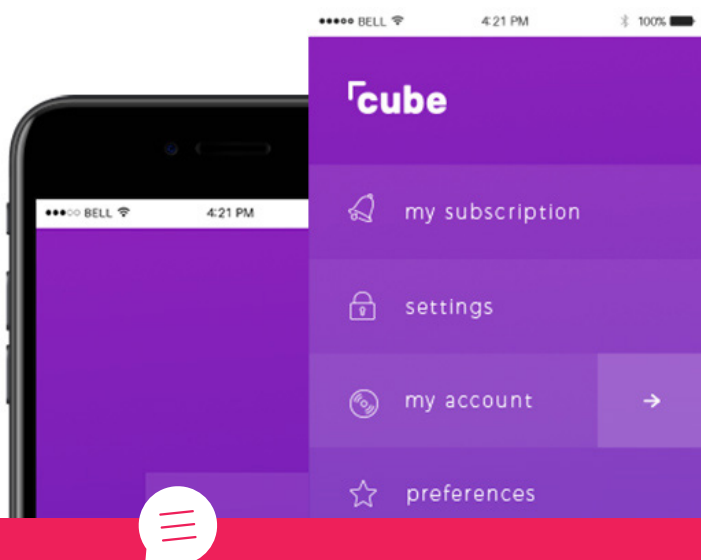 BELL 4:21 PM 100%
cube
BELL 4:21 PM
my subscription
settings
my account
preferences